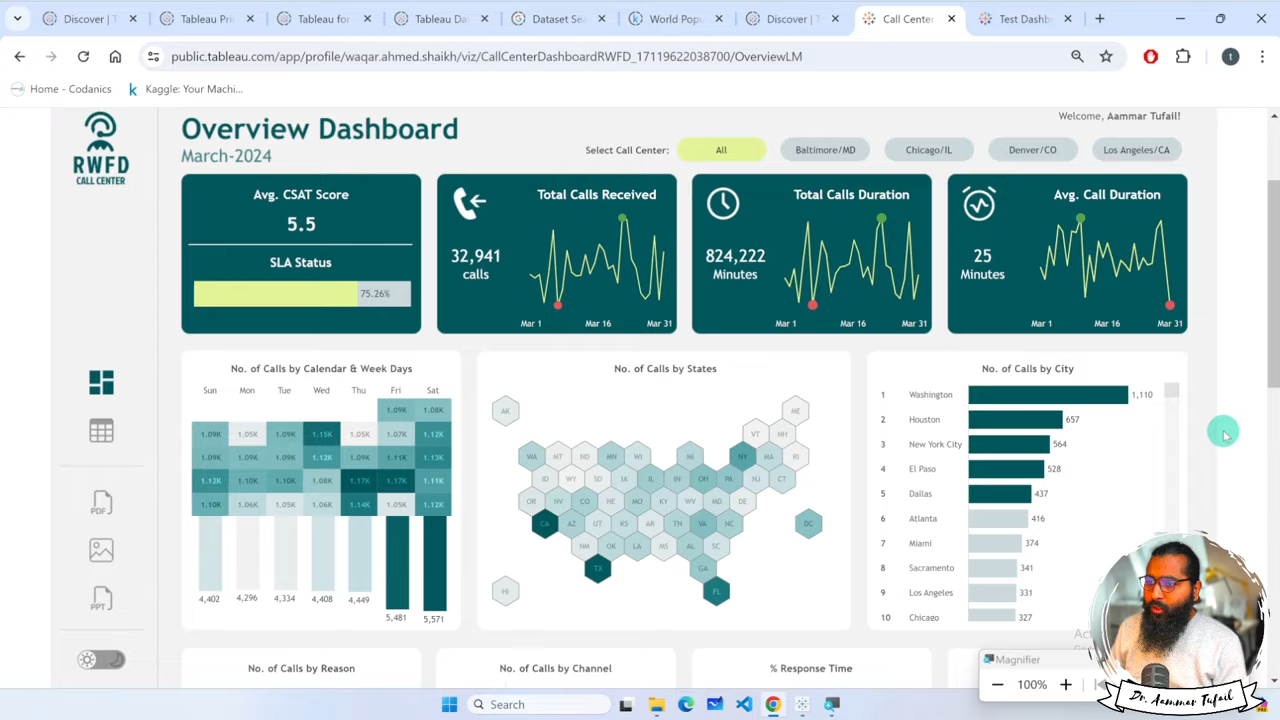 Discover | T
Tableau Pri
Tableau for
Tableau Da
Dataset Sea
World Popu
Discover | T
Call Center
Test Dashb
public.tableau.com/app/profile/waqar.ahmed.shaikh/viz/CallCenterDashboardRWFD_17119622038700/OverviewLM
t
Home - Codanics
Kaggle: Your Machi...
RWFD
CALL CENTER
Overview Dashboard
March-2024
Welcome, Aammar Tufail!
Select Call Center:
All
Baltimore/MD
Chicago/IL
Denver/CO
Los Angeles/CA
Avg. CSAT Score
5.5
SLA Status
75.26%
Total Calls Received
32,941
calls
Mar 1 Mar 16 Mar 31
Total Calls Duration
824,222
Minutes
Mar 1 Mar 16 Mar 31
Avg. Call Duration
25
Minutes
Mar 1 Mar 16 Mar 31
No. of Calls by Calendar & Week Days
Sun Mon Tue Wed Thu Fri Sat
1.09K 1.08K
1.09K 1.05K 1.09K 1.15K 1.05K 1.07K 1.12K
1.09K 1.09K 1.09K 1.12K 1.09K 1.11K 1.13K
1.12K 1.10K 1.10K 1.08K 1.17K 1.17K 1.11K
1.10K 1.06K 1.05K 1.06K 1.14K 1.05K 1.12K
4,402 4,296 4,334 4,408 4,449 5,481 5,571
No. of Calls by States
AK ME
VT NH
WA MT ND MN WI MI NY MA RI
ID WY SD IA IL IN OH PA NJ CT
OR NV CO NE MO KY WV MD DE
CA AZ UT KS AR TN VA NC DC
NM OK LA MS AL SC
TX GA
HI FL
No. of Calls by City
1 Washington 1,110
2 Houston 657
3 New York City 564
4 El Paso 528
5 Dallas 437
6 Atlanta 416
7 Miami 374
8 Sacramento 341
9 Los Angeles 331
10 Chicago 327
No. of Calls by Reason
No. of Calls by Channel
% Response Time
PDF
PPT
Magnifier
100%
Search
Dr. Aammar Tufail